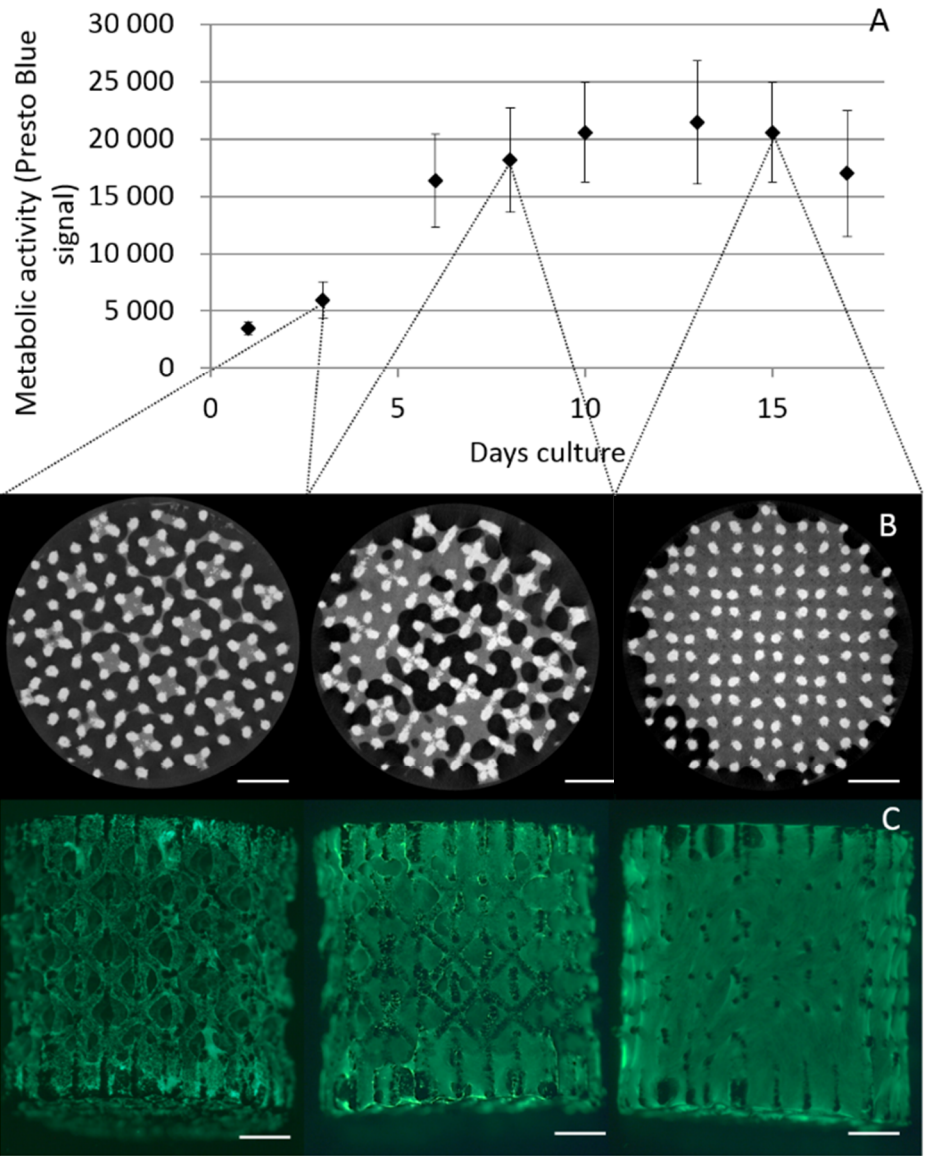 A
30 000
25 000
20 000
15 000
10 000
5 000
0
Metabolic activity (Presto Blue
signal)
0 5 10 15
Days culture
B
C